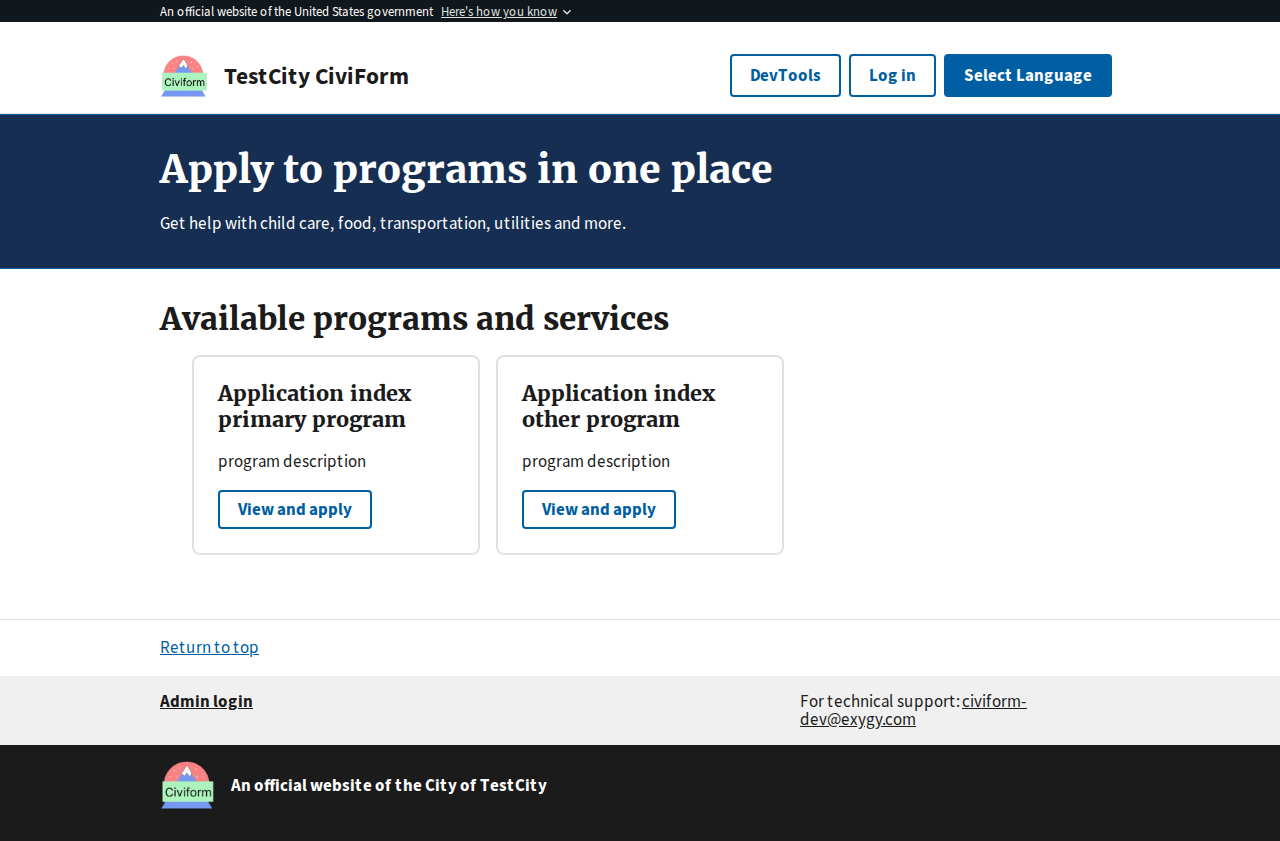 An official website of the United States government Here's how you know
Civiform
TestCity CiviForm
DevTools
Log in
Select Language
Apply to programs in one place
Get help with child care, food, transportation, utilities and more.
Available programs and services
Application index
primary program
program description
View and apply
Application index
other program
program description
View and apply
Return to top
Admin login
For technical support: civiform-
dev@exygy.com
Civiform
An official website of the City of TestCity